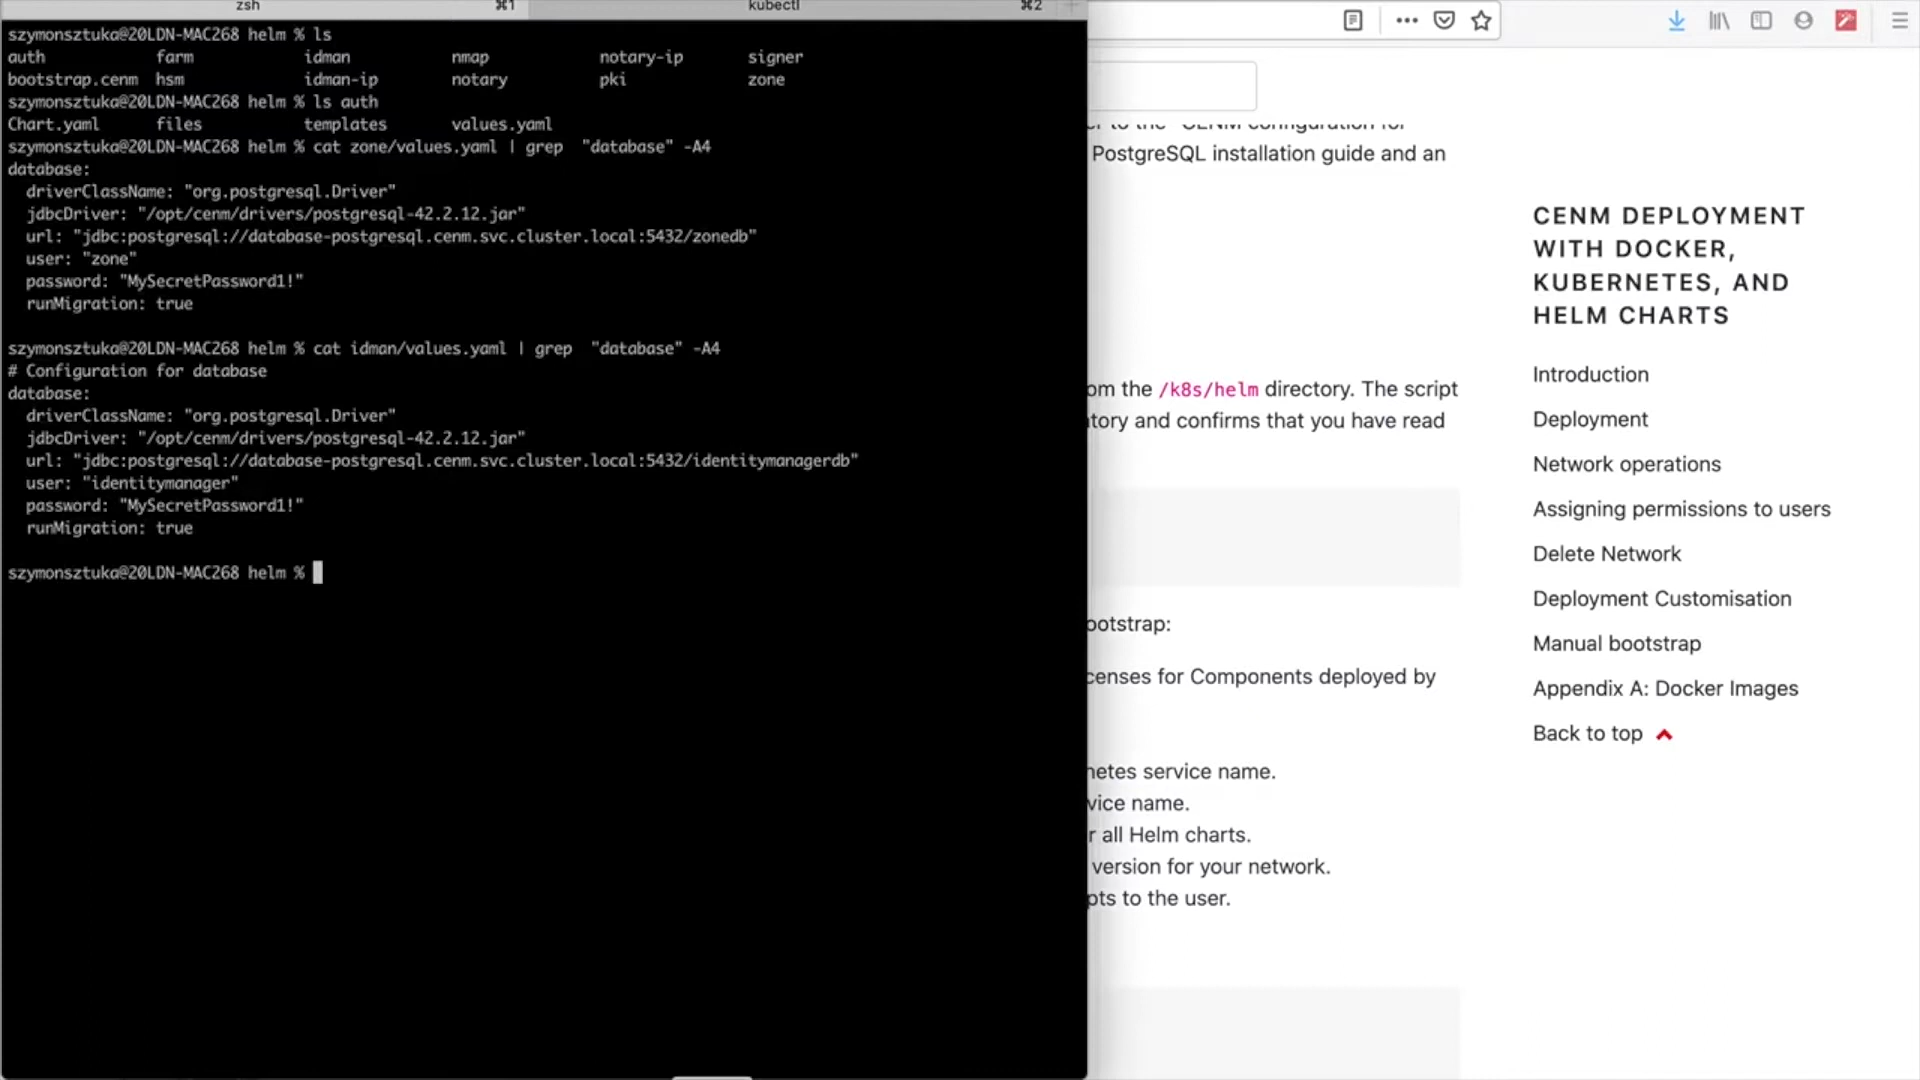 zsh ⌘1 kubectl ⌘2
szymonsztuka@20LDN-MAC268 helm % ls
auth farm idman nmap notary-ip signer
bootstrap.cenm hsm idman-ip notary pki zone
szymonsztuka@20LDN-MAC268 helm % ls auth
Chart.yaml files templates values.yaml
szymonsztuka@20LDN-MAC268 helm % cat zone/values.yaml | grep "database" -A4
database:
driverClassName: "org.postgresql.Driver"
jdbcDriver: "/opt/cenm/drivers/postgresql-42.2.12.jar"
url: "jdbc:postgresql://database-postgresql.cenm.svc.cluster.local:5432/zonedb"
user: "zone"
password: "MySecretPassword1!"
runMigration: true
szymonsztuka@20LDN-MAC268 helm % cat idman/values.yaml | grep "database" -A4
# Configuration for database
database:
driverClassName: "org.postgresql.Driver"
jdbcDriver: "/opt/cenm/drivers/postgresql-42.2.12.jar"
url: "jdbc:postgresql://database-postgresql.cenm.svc.cluster.local:5432/identitymanagerdb"
user: "identitymanager"
password: "MySecretPassword1!"
runMigration: true
szymonsztuka@20LDN-MAC268 helm %
to the "CENM configuration for
PostgreSQL installation guide and an
om the /k8s/helm directory. The script
tory and confirms that you have read
ootstrap:
censes for Components deployed by
netes service name.
vice name.
r all Helm charts.
version for your network.
pts to the user.
CENM DEPLOYMENT
WITH DOCKER,
KUBERNETES, AND
HELM CHARTS
Introduction
Deployment
Network operations
Assigning permissions to users
Delete Network
Deployment Customisation
Manual bootstrap
Appendix A: Docker Images
Back to top